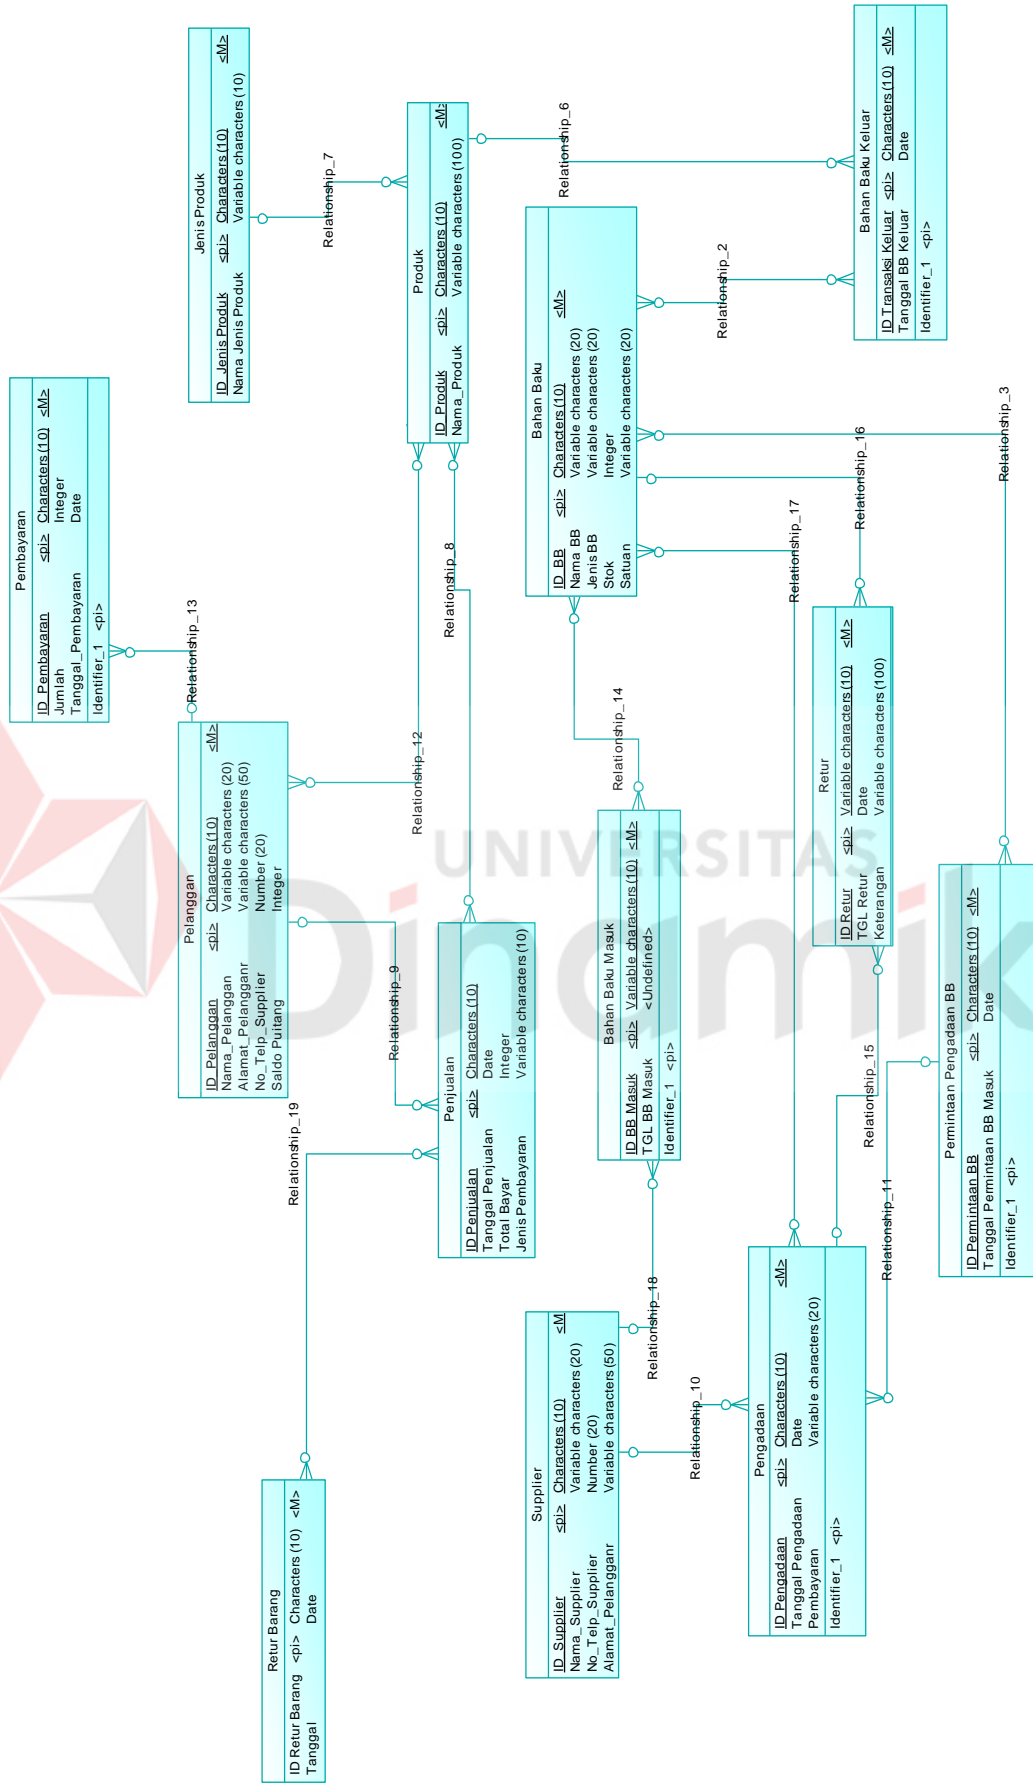 Pembayaran
ID_Pembayaran <pi> Characters (10) <M>
Jumlah Integer
Tanggal_Pembayaran Date
Identifier_1 <pi>
Jenis Produk
ID_Jenis Produk <pi> Characters (10) <M>
Nama Jenis Produk Variable characters (10)
Relationship_13
Relationship_7
Pelanggan
ID_Pelanggan <pi> Characters (10) <M>
Nama_Pelanggan Variable characters (20)
Alamat_Pelangganr Variable characters (50)
No_Telp_Supplier Number (20)
Saldo Puitang Integer
Retur Barang
ID Retur Barang <pi> Characters (10) <M>
Tanggal Date
Relationship_19
Relationship_9
Relationship_12
Relationship_8
Produk
ID_Produk <pi> Characters (10) <M>
Nama_Produk Variable characters (100)
Penjualan
ID Penjualan <pi> Characters (10)
Tanggal Penjualan Date
Total Bayar Integer
Jenis Pembayaran Variable characters (10)
Relationship_6
Supplier
ID_Supplier <pi> Characters (10) <M
Nama_Supplier Variable characters (20)
No_Telp_Supplier Number (20)
Alamat_Pelangganr Variable characters (50)
Bahan Baku
ID_BB <pi> Characters (10) <M>
Nama BB Variable characters (20)
Jenis BB Variable characters (20)
Stok Integer
Satuan Variable characters (20)
Relationship_14
Bahan Baku Masuk
ID BB Masuk <pi> Variable characters (10) <M>
TGL BB Masuk <Undefined>
Identifier_1 <pi>
Relationship_18
Relationship_10
Relationship_2
Pengadaan
ID Pengadaan <pi> Characters (10) <M>
Tanggal Pengadaan Date
Pembayaran Variable characters (20)
Identifier_1 <pi>
Relationship_17
Relationship_16
Retur
ID Retur <pi> Variable characters (10) <M>
TGL Retur Date
Keterangan Variable characters (100)
Bahan Baku Keluar
ID Transaksi Keluar <pi> Characters (10) <M>
Tanggal BB Keluar Date
Identifier_1 <pi>
Relationship_15
Relationship_11
Relationship_3
Permintaan Pengadaan BB
ID Permintaan BB <pi> Characters (10) <M>
Tanggal Permintaan BB Masuk Date
Identifier_1 <pi>
UNIVERSITAS
Dinamik